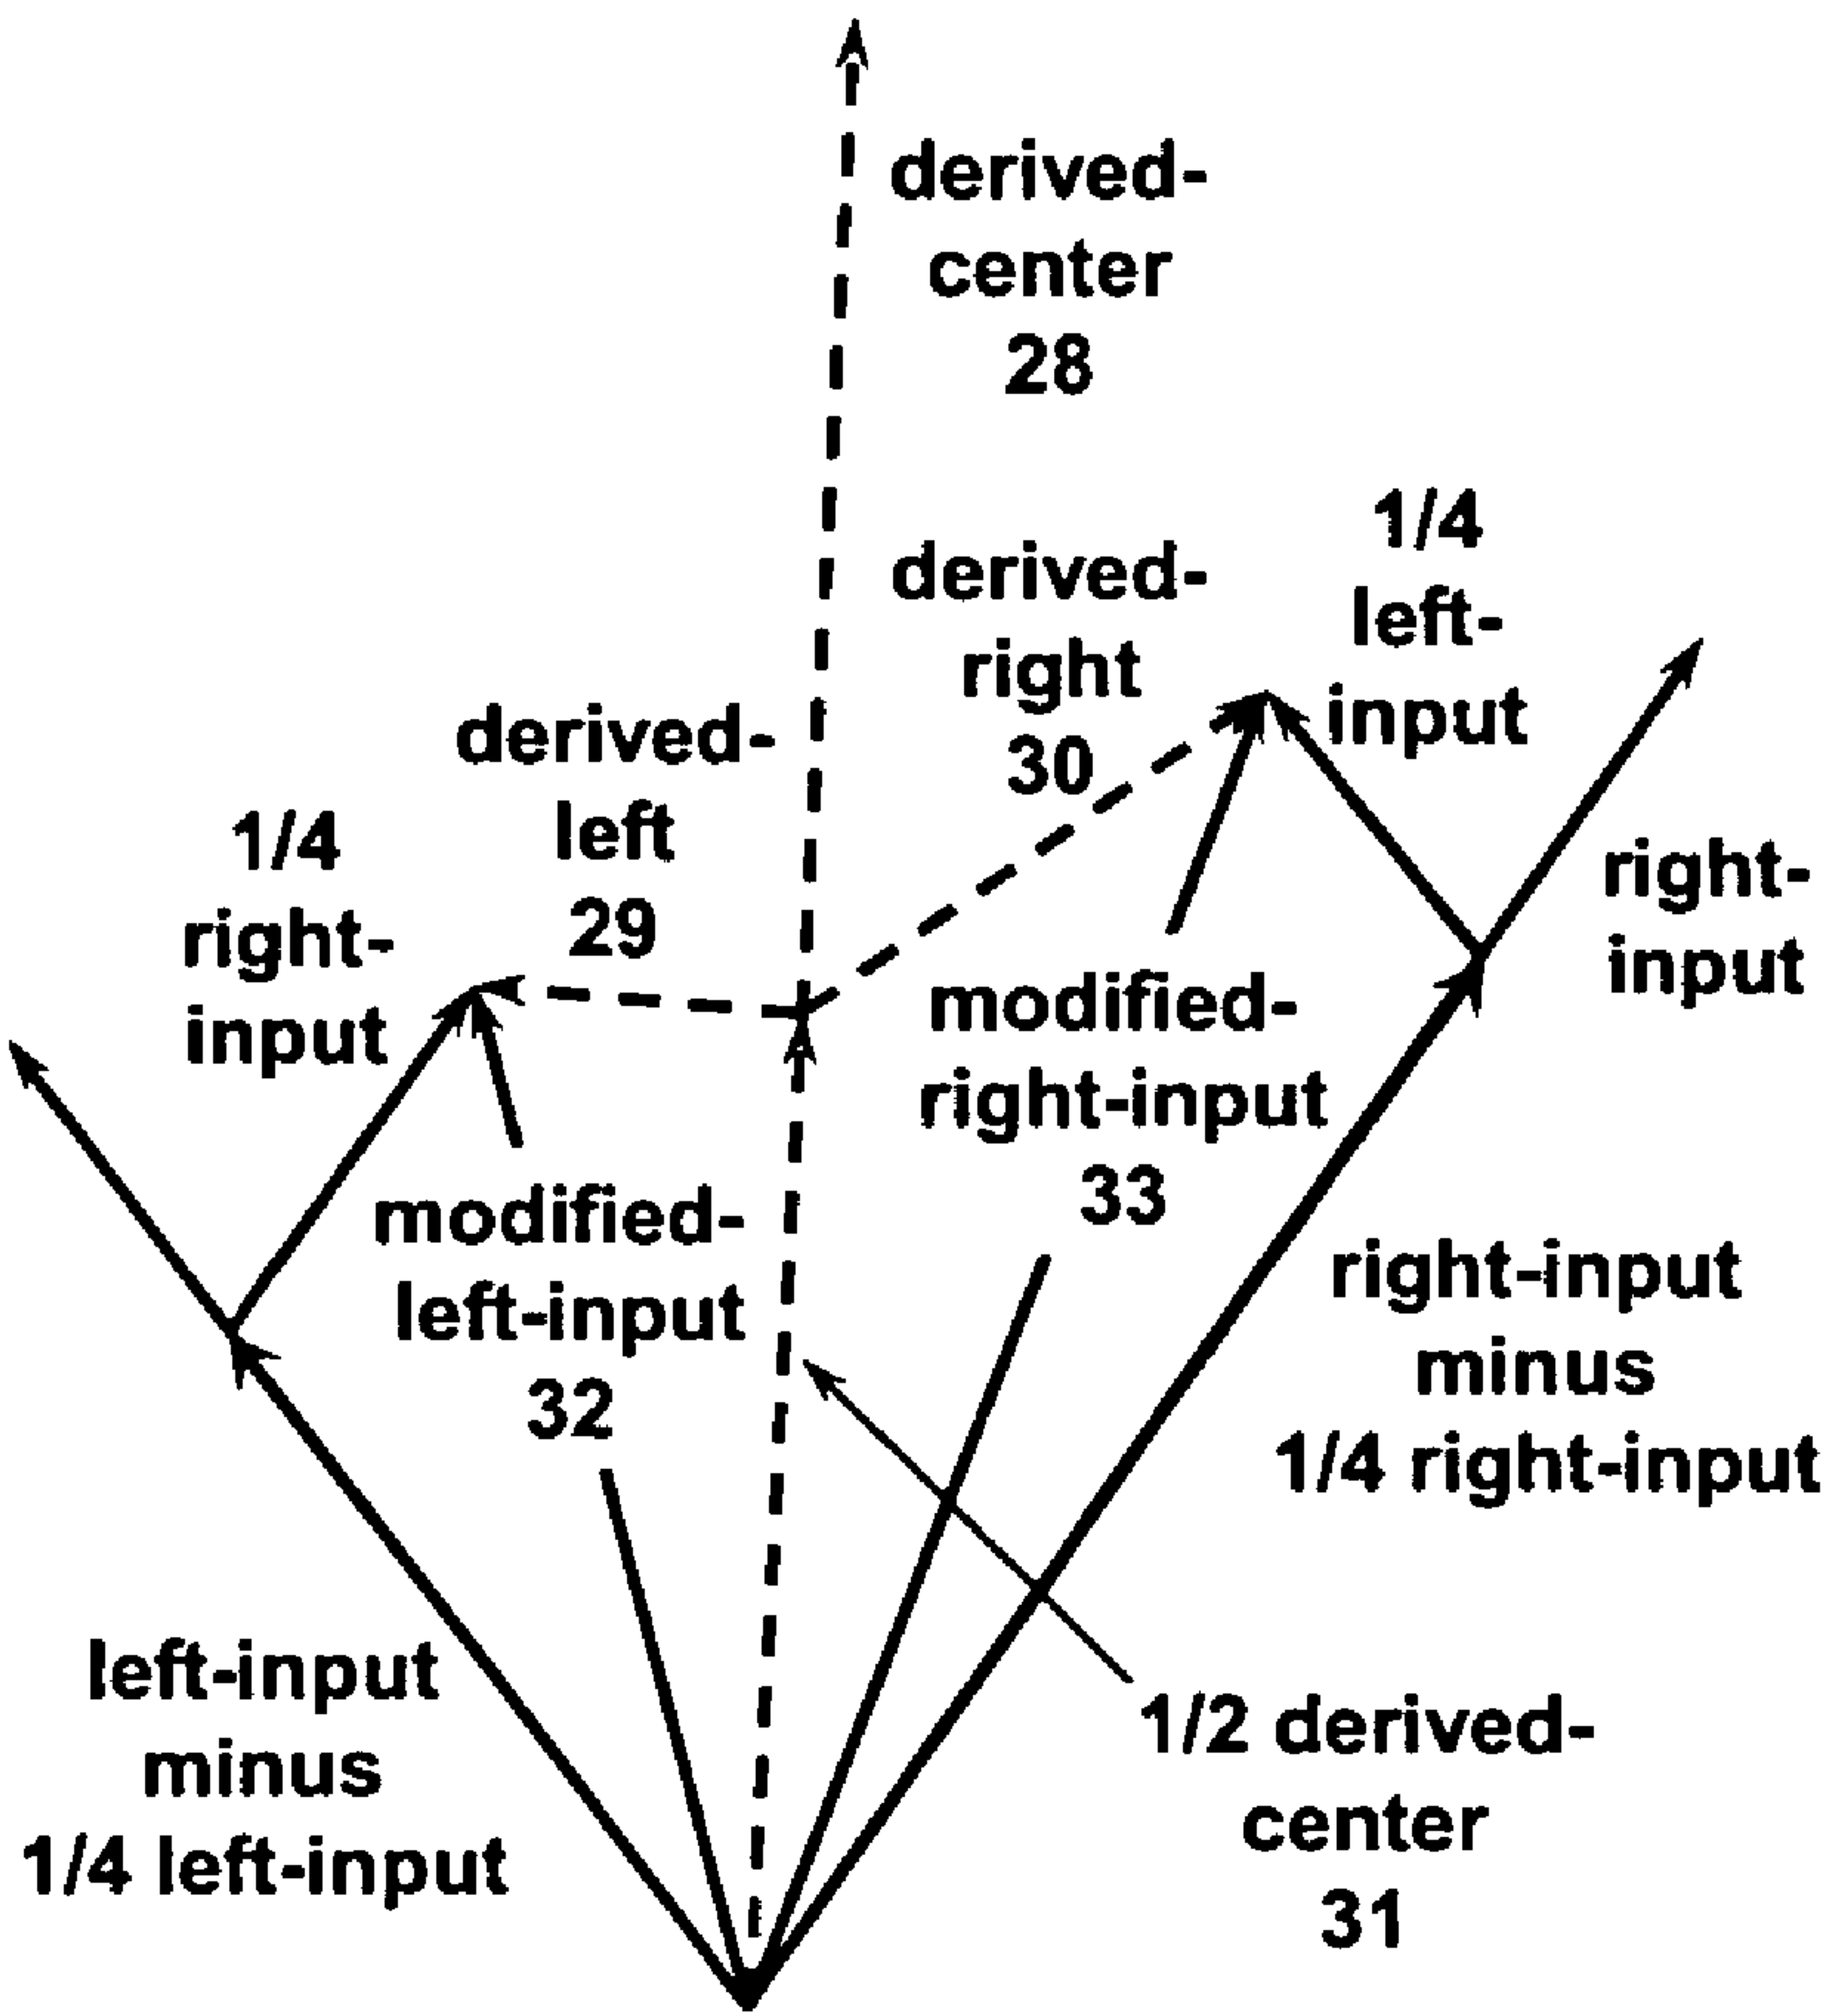 derived-
center
28
derived-
right
30
1/4
left-
input
derived-
left
29
1/4
right-
input
right-
input
modified-
right-input
33
modified-
left-input
32
right-input
minus
1/4 right-input
left-input
minus
1/4 left-input
1/2 derived-
center
31